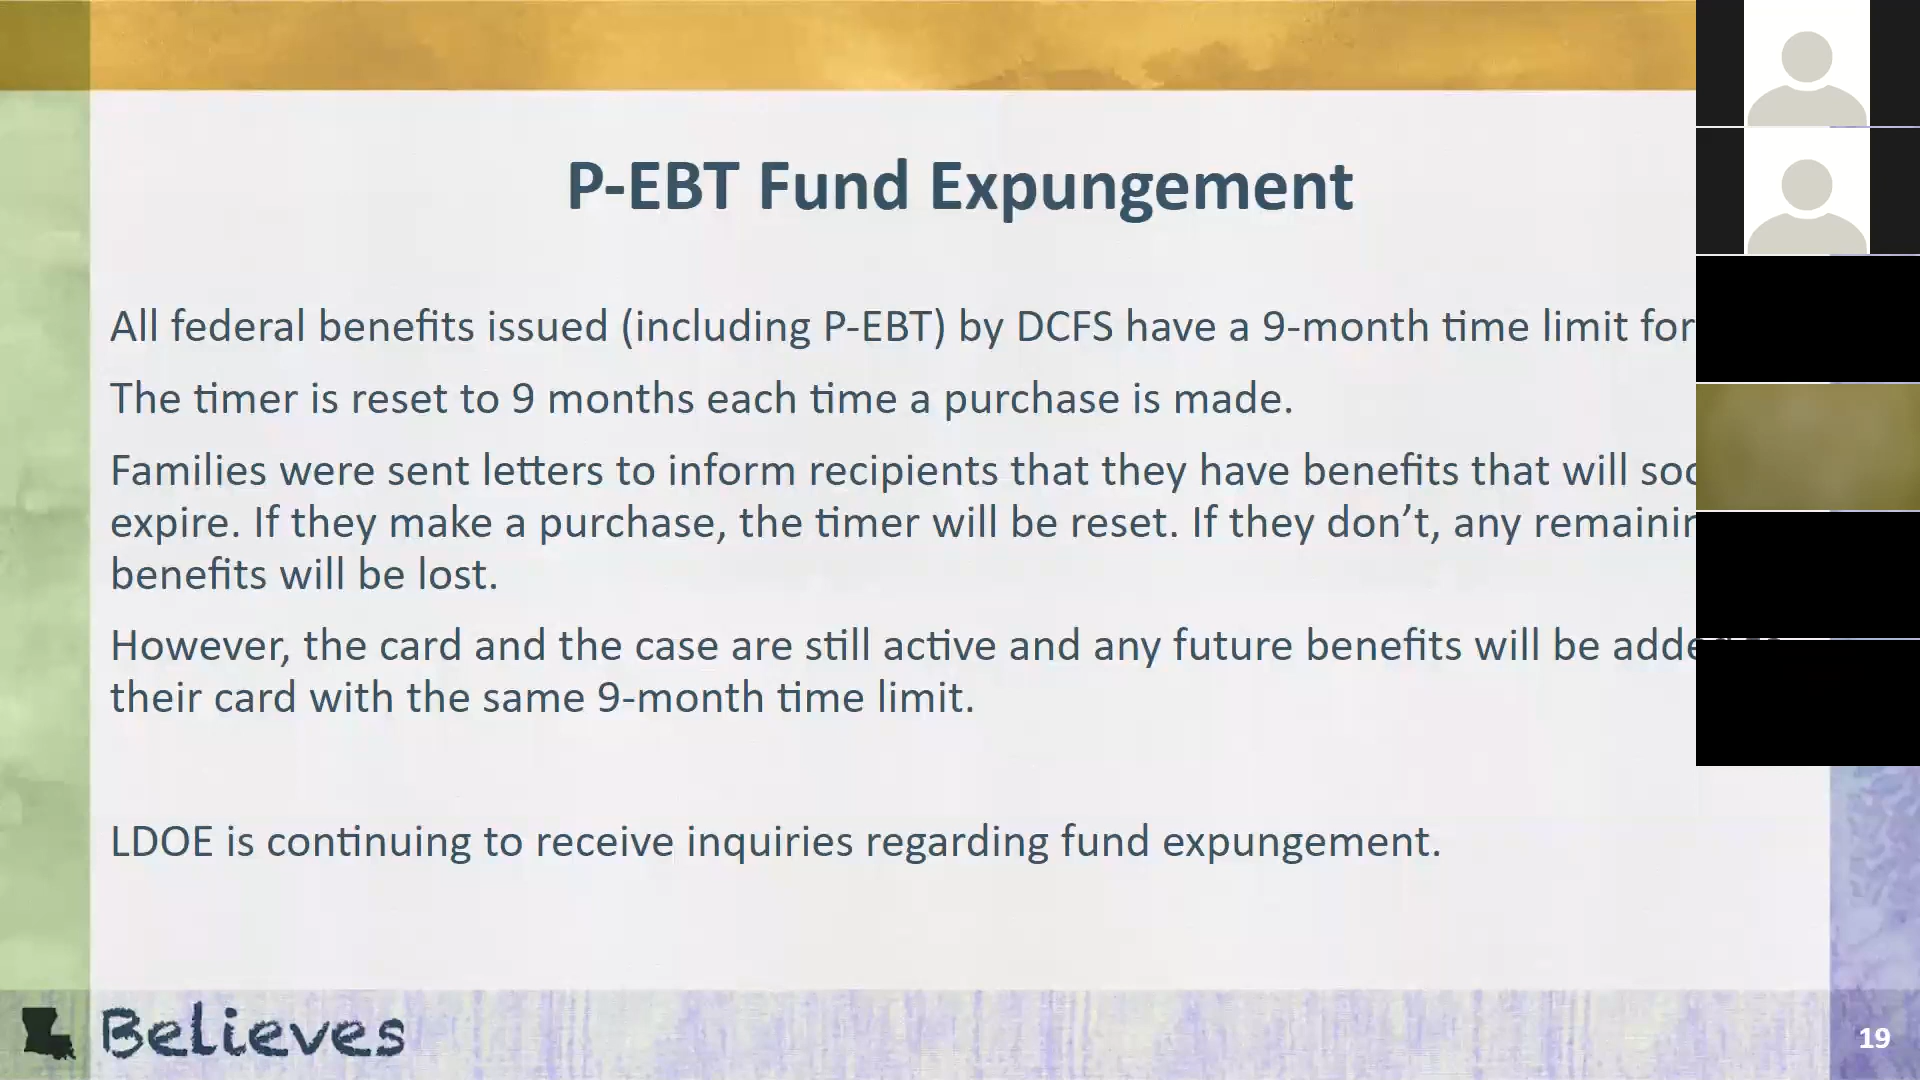 P-EBT Fund Expungement
All federal benefits issued (including P-EBT) by DCFS have a 9-month time limit for
The timer is reset to 9 months each time a purchase is made.
Families were sent letters to inform recipients that they have benefits that will
expire. If they make a purchase, the timer will be reset. If they don’t, any
benefits will be lost.
However, the card and the case are still active and any future benefits will be
their card with the same 9-month time limit.
LDOE is continuing to receive inquiries regarding fund expungement.
Believes
19